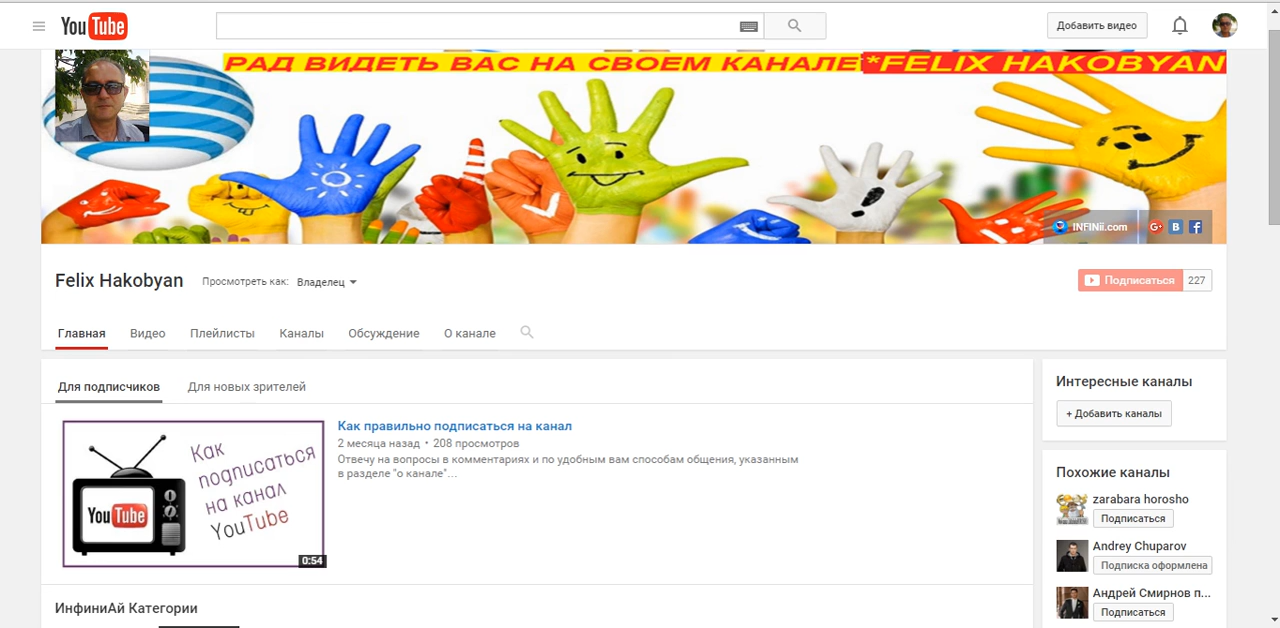 YouTube
Добавить видео
РАД ВИДЕТЬ ВАС НА СВОЕМ КАНАЛЕ!*FELIX HAKOBYAN
INFINii.com
G+ B f
Felix Hakobyan
Просмотреть как: Владелец
Подписаться 227
Главная Видео Плейлисты Каналы Обсуждение О канале
Для подписчиков Для новых зрителей
Как подписаться на канал YouTube
YouTube
0:54
Как правильно подписаться на канал
2 месяца назад • 208 просмотров
Отвечу на вопросы в комментариях и по удобным вам способам общения, указанным
в разделе "о канале"...
ИнфиниАй Категории
Интересные каналы
+ Добавить каналы
Похожие каналы
zarabara horosho
Подписаться
Andrey Chuparov
Подписка оформлена
Андрей Смирнов п...
Подписаться